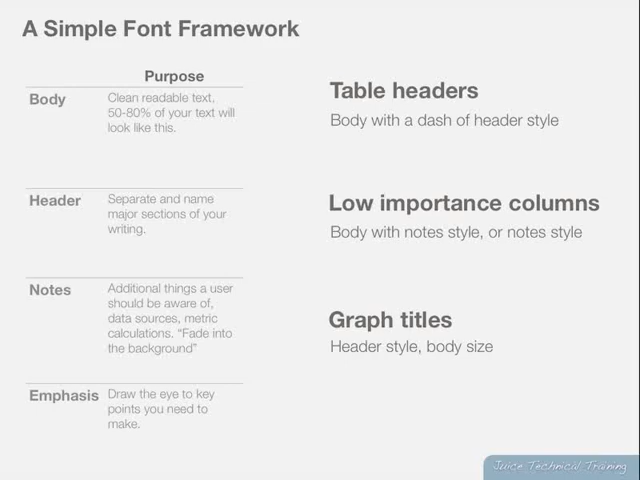 A Simple Font Framework
Purpose
Body
Clean readable text,
50-80% of your text will
look like this.
Header
Separate and name
major sections of your
writing.
Notes
Additional things a user
should be aware of,
data sources, metric
calculations. “Fade into
the background”
Emphasis
Draw the eye to key
points you need to
make.
Table headers
Body with a dash of header style
Low importance columns
Body with notes style, or notes style
Graph titles
Header style, body size
Juice Technical Training